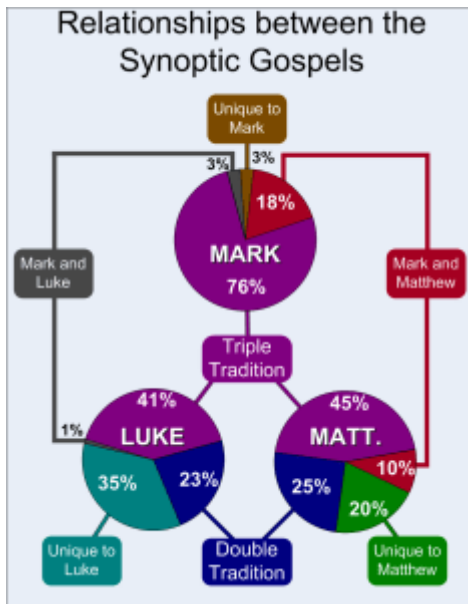 Relationships between the
Synoptic Gospels
Unique to
Mark
3%
3%
18%
MARK
76%
Mark and
Luke
Mark and
Matthew
Triple
Tradition
41%
45%
1%
LUKE
MATT.
10%
35%
23%
25%
20%
Unique to
Luke
Double
Tradition
Unique to
Matthew